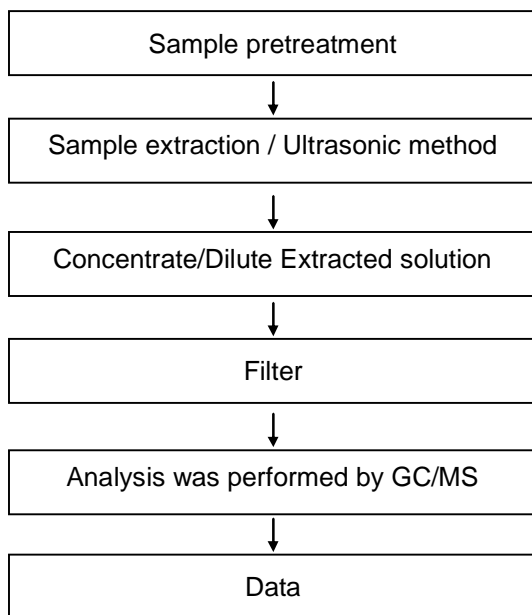 Sample pretreatment
Sample extraction / Ultrasonic method
Concentrate/Dilute Extracted solution
Filter
Analysis was performed by GC/MS
Data